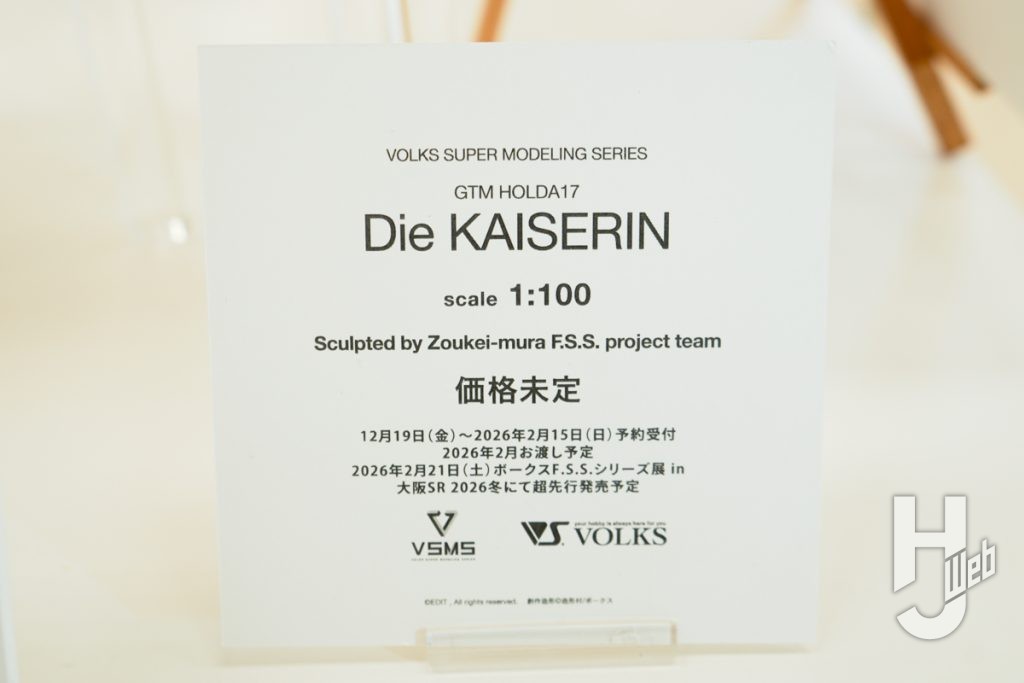 VOLKS SUPER MODELING SERIES
GTM HOLDA17
Die KAISERIN
scale 1:100
Sculpted by Zoukei-mura F.S.S. project team
価格未定
12月19日(金)～2026年2月15日(日)予約受付
2026年2月お渡し予定
2026年2月21日(土)ボークスF.S.S.シリーズ展 in
大阪SR 2026冬にて超先行発売予定
VSMS
VOLKS SUPER MODELING SERIES
VS. your hobby is always here for you
VOLKS
©EDIT , All rights reserved. 創作造形©造形村/ボークス
HJ Web